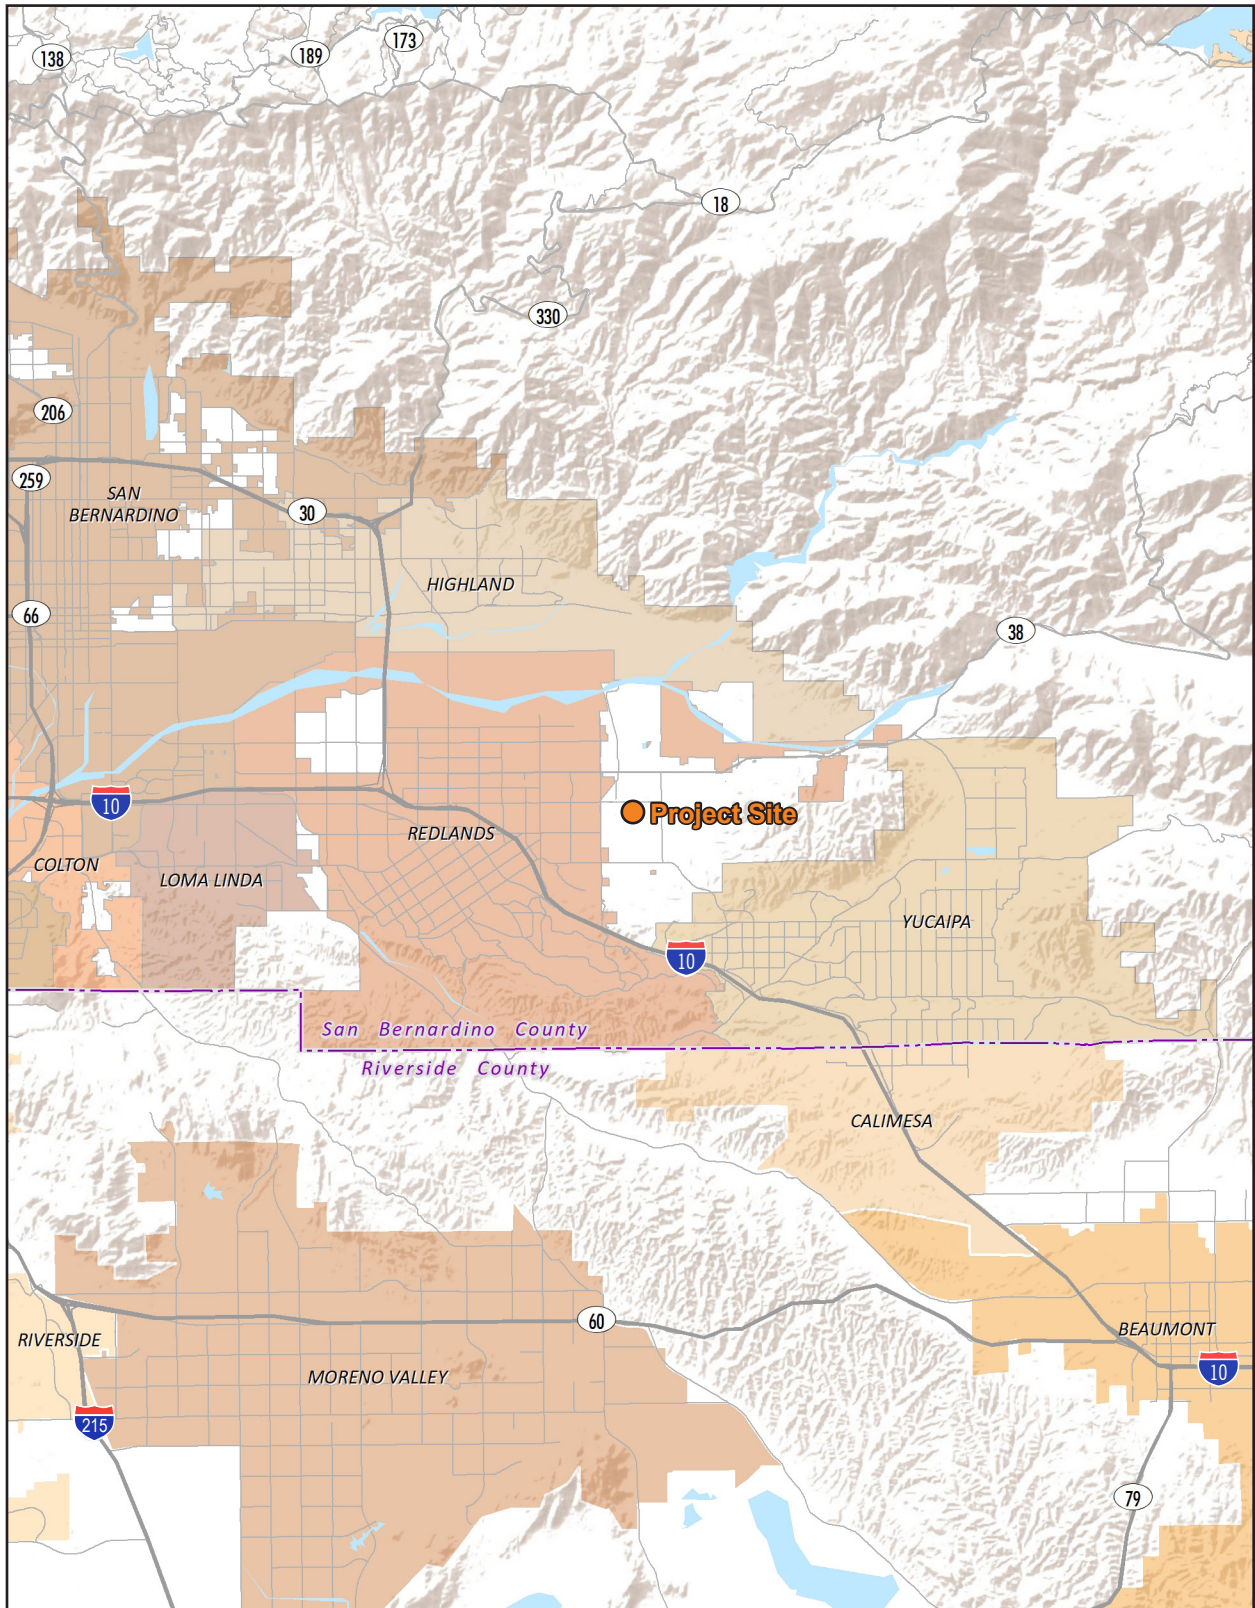 138
189
173
18
330
206
259
SAN
BERNARDINO
30
HIGHLAND
66
38
10
Project Site
REDLANDS
COLTON
LOMA LINDA
YUCAIPA
10
San Bernardino County
Riverside County
CALIMESA
60
RIVERSIDE
BEAUMONT
10
MORENO VALLEY
215
79